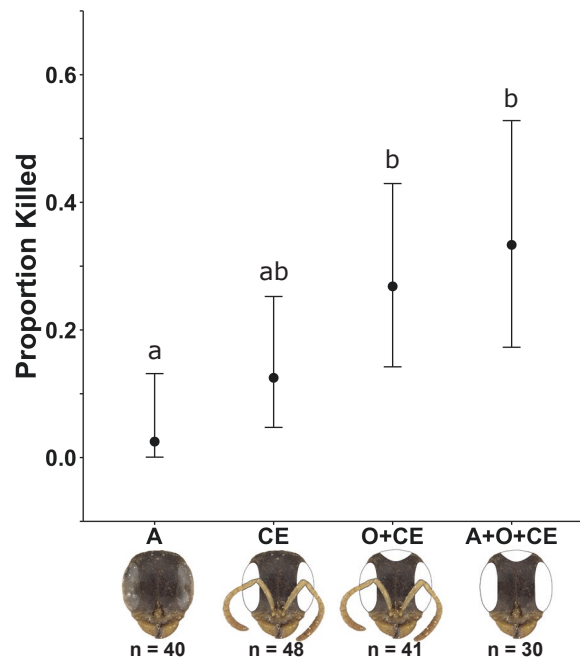 Proportion Killed
0.6
0.4
0.2
0.0
a
ab
b
b
A CE O+CE A+O+CE
n = 40 n = 48 n = 41 n = 30